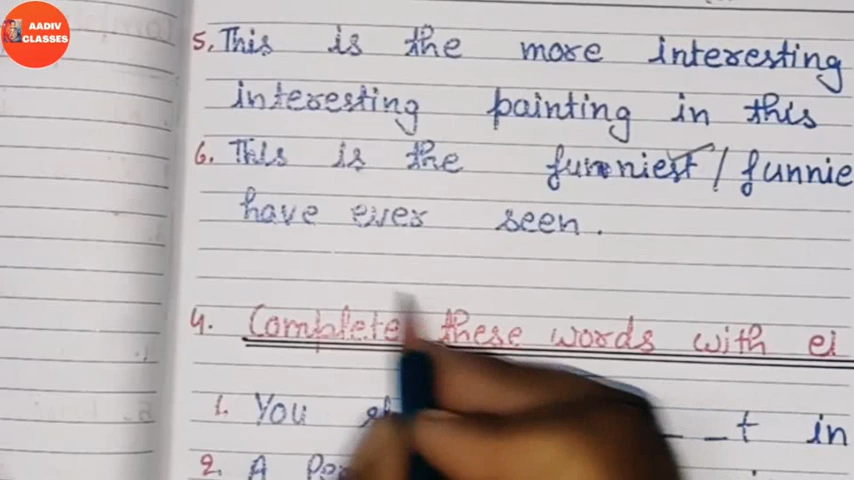 AADIV
CLASSES
5. This is the more interesting
interesting painting in this
6. This is the funniest / funnie
have ever seen.
4. Complete these words with ei
1. You t in
2. A